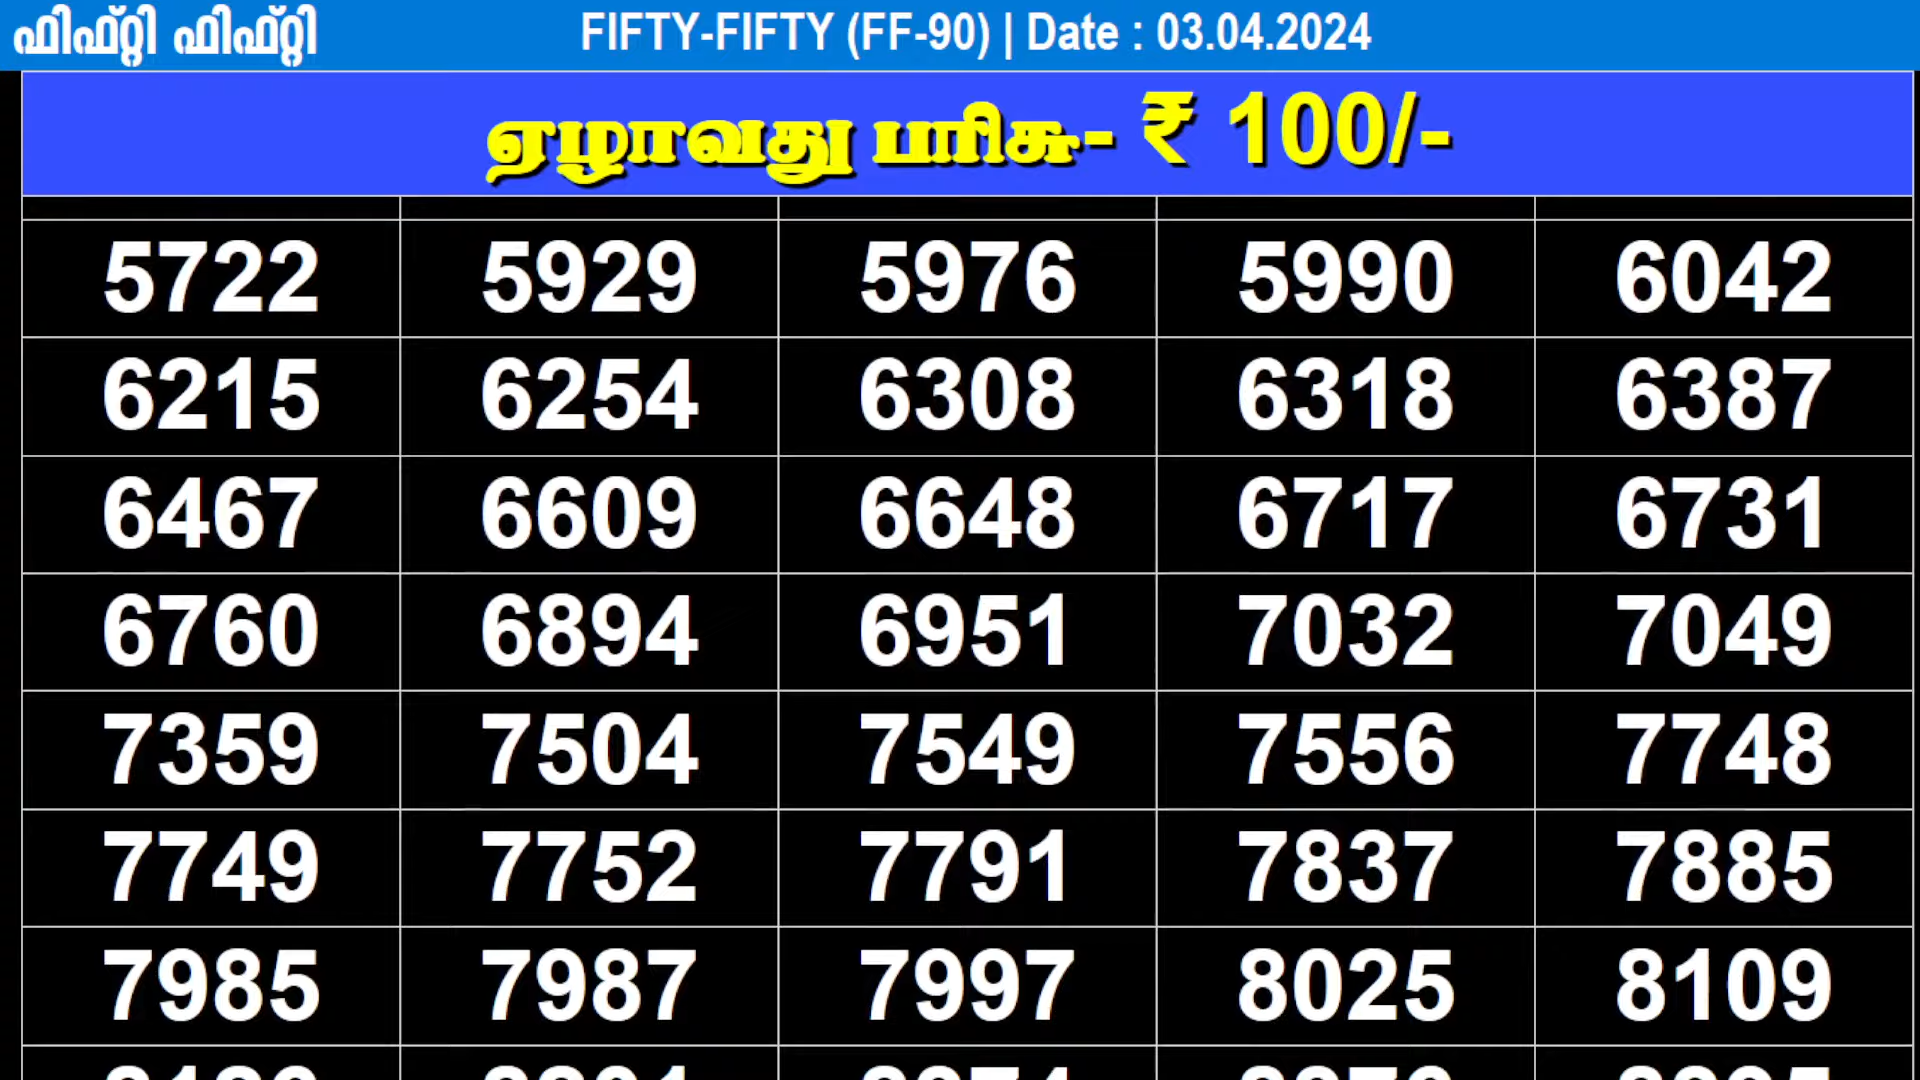 ഫിഫ്റ്റി ഫിഫ്റ്റി FIFTY-FIFTY (FF-90) | Date : 03.04.2024
ஏழாவது பரிசு- ₹ 100/-
5722 5929 5976 5990 6042
6215 6254 6308 6318 6387
6467 6609 6648 6717 6731
6760 6894 6951 7032 7049
7359 7504 7549 7556 7748
7749 7752 7791 7837 7885
7985 7987 7997 8025 8109